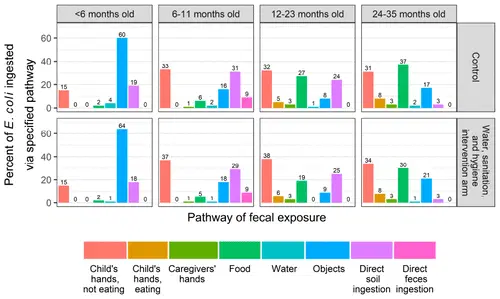 <6 months old
6-11 months old
12-23 months old
24-35 months old
Percent of E. coli ingested
via specified pathway
60
40
20
0
15 0 0 2 4 60 19 0
33 0 1 6 2 16 31 9
32 5 3 27 1 8 24 0
31 8 3 37 2 17 3 0
Control
60
40
20
0
15 0 0 2 1 64 18 0
37 0 1 5 1 18 29 9
38 6 3 19 0 9 25 0
34 8 3 30 1 21 3 0
Water, sanitation,
and hygiene
intervention arm
Pathway of fecal exposure
Child's
hands,
not eating
Child's
hands,
eating
Caregivers'
hands
Food
Water
Objects
Direct
soil
ingestion
Direct
feces
ingestion